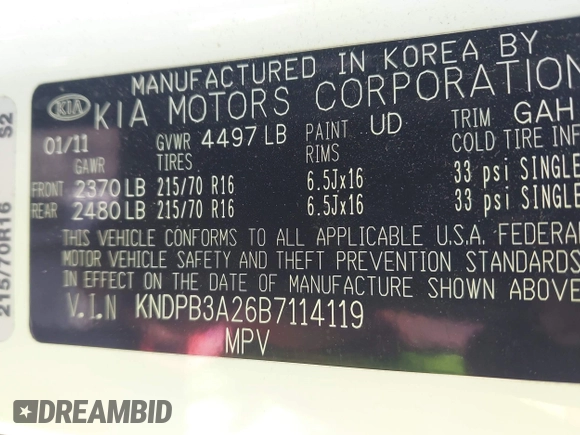 MANUFACTURED IN KOREA BY
KIA KIA MOTORS CORPORATION
01/11 GVWR 4497 LB PAINT UD TRIM GAH
GAWR TIRES RIMS COLD TIRE INF
FRONT 2370 LB 215/70 R16 6.5Jx16 33 psi SINGLE
REAR 2480 LB 215/70 R16 6.5Jx16 33 psi SINGLE
THIS VEHICLE CONFORMS TO ALL APPLICABLE U.S.A. FEDERA
MOTOR VEHICLE SAFETY AND THEFT PREVENTION STANDARDS
IN EFFECT ON THE DATE OF MANUFACTURE SHOWN ABOVE
V.I.N KNDPB3A26B7114119
MPV
215/70R16 S2
DREAMBID